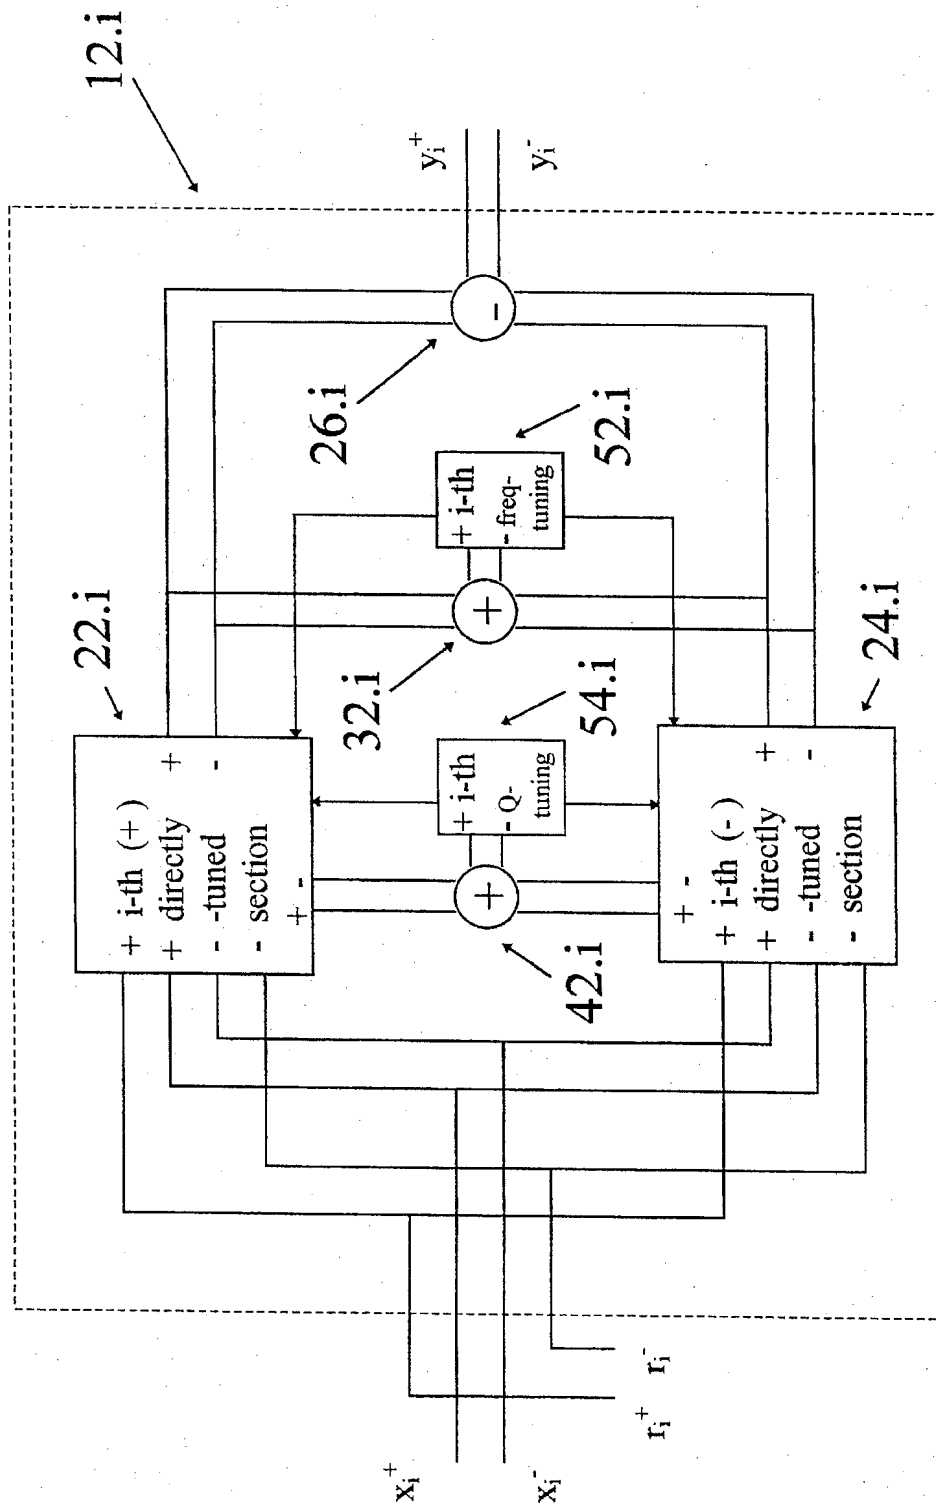 12.i
22.i
+ i-th (+)
+ directly +
- -tuned -
- section
+ -
x_i^+
x_i^-
r_i^+ r_i^-
42.i
+
+ i-th
- Q-
tuning
54.i
32.i
+
+ i-th
- freq-
tuning
52.i
26.i
-
y_i^+
y_i^-
+ -
+ i-th (-)
+ directly +
- -tuned -
- section
24.i